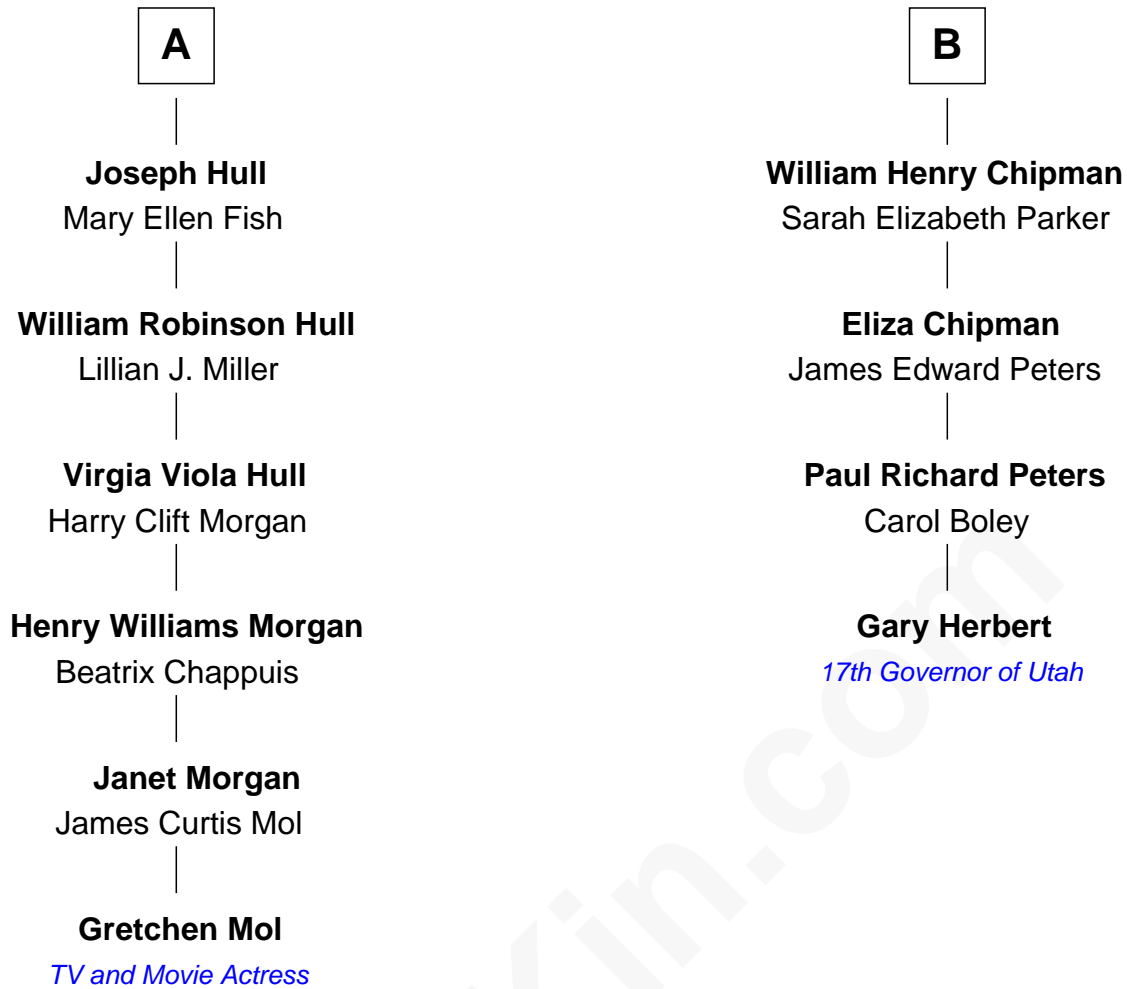 A
Joseph Hull
Mary Ellen Fish
William Robinson Hull
Lillian J. Miller
Virgia Viola Hull
Harry Clift Morgan
Henry Williams Morgan
Beatrix Chappuis
Janet Morgan
James Curtis Mol
Gretchen Mol
TV and Movie Actress
B
William Henry Chipman
Sarah Elizabeth Parker
Eliza Chipman
James Edward Peters
Paul Richard Peters
Carol Boley
Gary Herbert
17th Governor of Utah
Kin.com